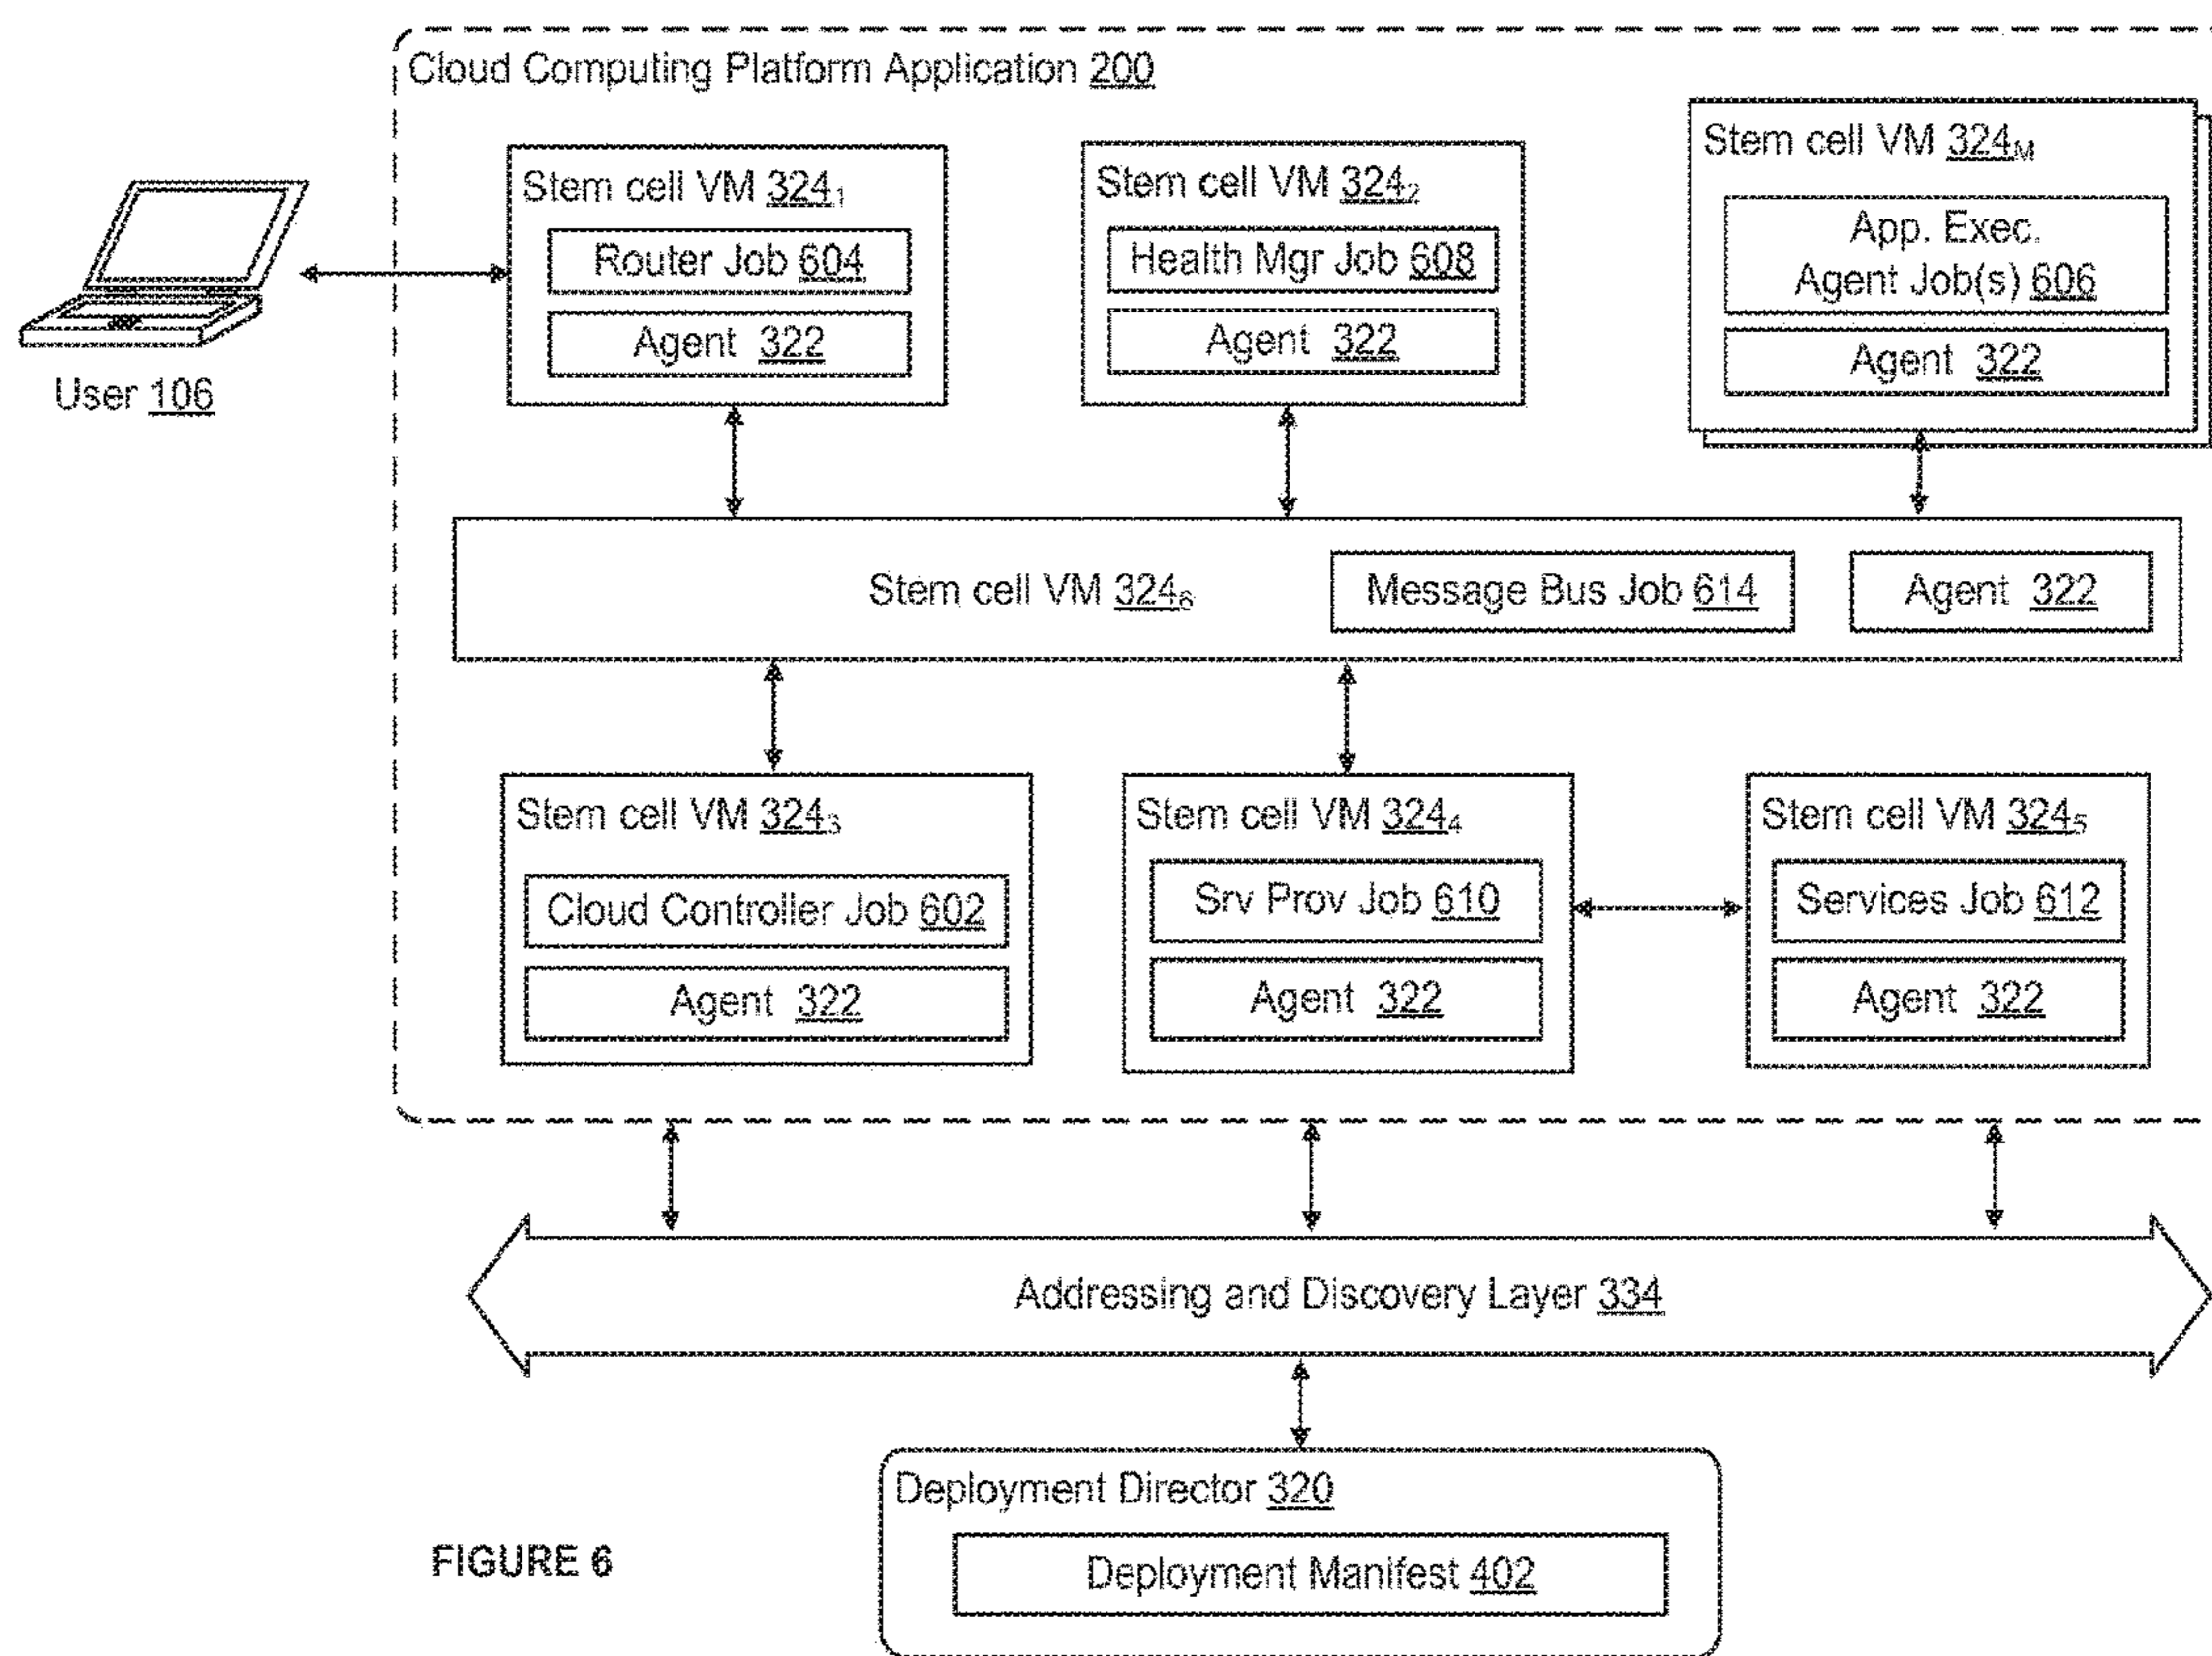 Cloud Computing Platform Application 200
Stem cell VM 324₁
Router Job 604
Agent 322
Stem cell VM 324₂
Health Mgr Job 608
Agent 322
Stem cell VM 324M
App. Exec.
Agent Job(s) 606
Agent 322
User 106
Stem cell VM 324₆
Message Bus Job 614
Agent 322
Stem cell VM 324₃
Cloud Controller Job 602
Agent 322
Stem cell VM 324₄
Srv Prov Job 610
Agent 322
Stem cell VM 324₅
Services Job 612
Agent 322
Addressing and Discovery Layer 334
Deployment Director 320
Deployment Manifest 402
FIGURE 6